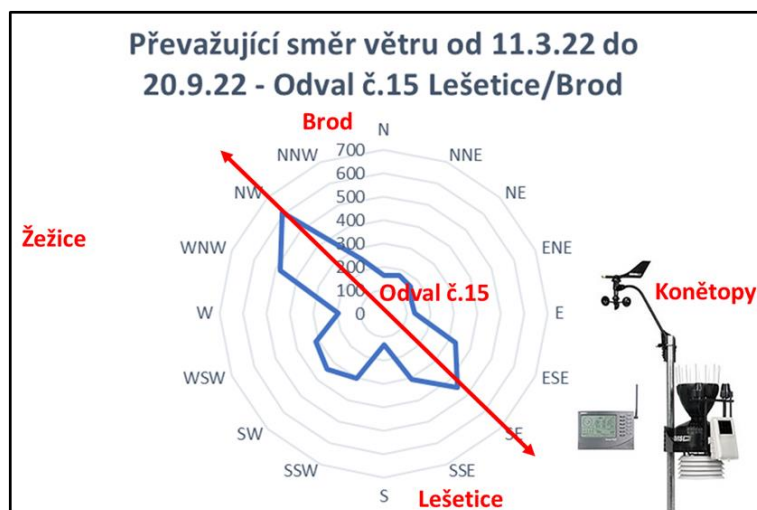 Převažující směr větru od 11.3.22 do
20.9.22 - Odval č.15 Lešetice/Brod
Brod
N
NNW
NNE
700
600
NW
NE
500
400
Žežice
WNW
ENE
300
200
100
Odval č.15
Konětopy
W
0
E
WSW
ESE
SW
SE
SSW
SSE
S
Lešetice